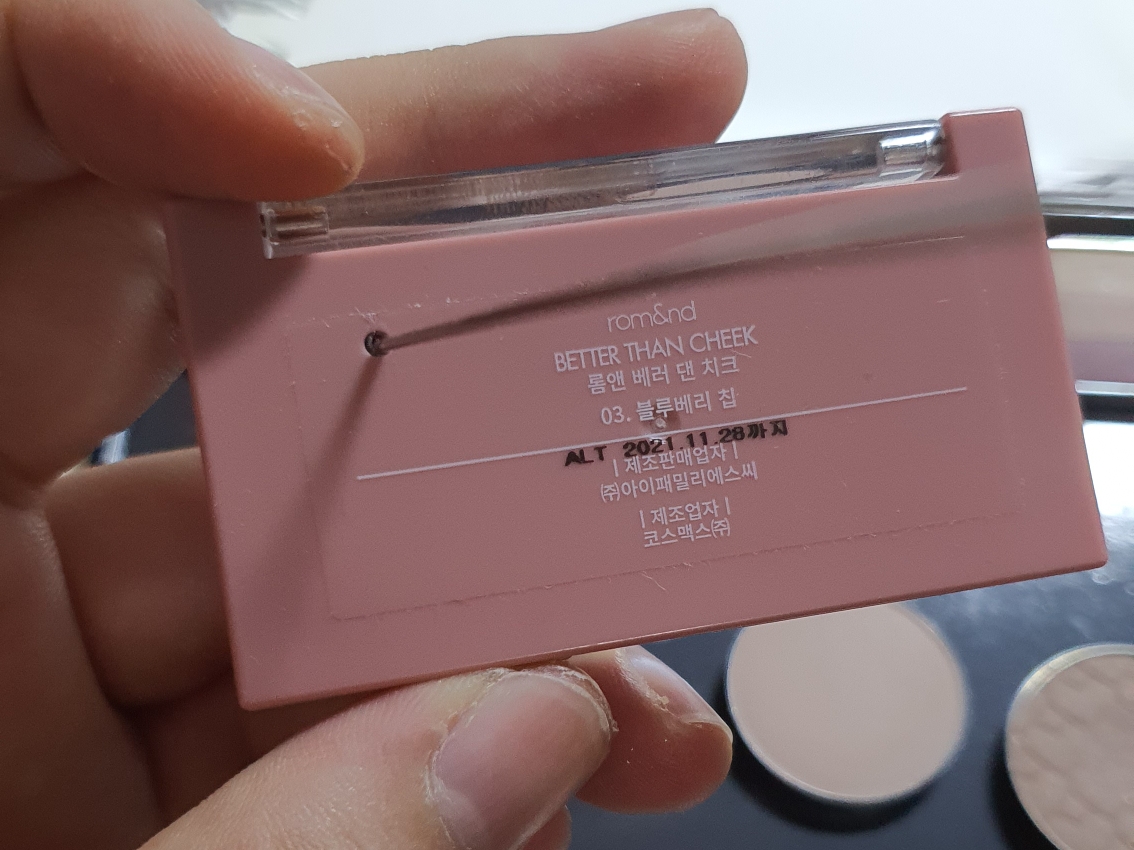 rom&nd
BETTER THAN CHEEK
롬앤 베러 댄 치크
03. 블루베리 칩
ALT 2021.11.28까지
| 제조판매업자 |
㈜아이패밀리에스씨
| 제조업자 |
코스맥스㈜